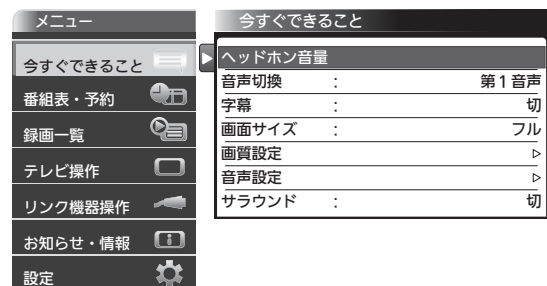 メニュー
今すぐできること
番組表・予約
録画一覧
テレビ操作
リンク機器操作
お知らせ・情報
設定
今すぐできること
ヘッドホン音量
音声切換 : 第1音声
字幕 : 切
画面サイズ : フル
画質設定
音声設定
サラウンド : 切